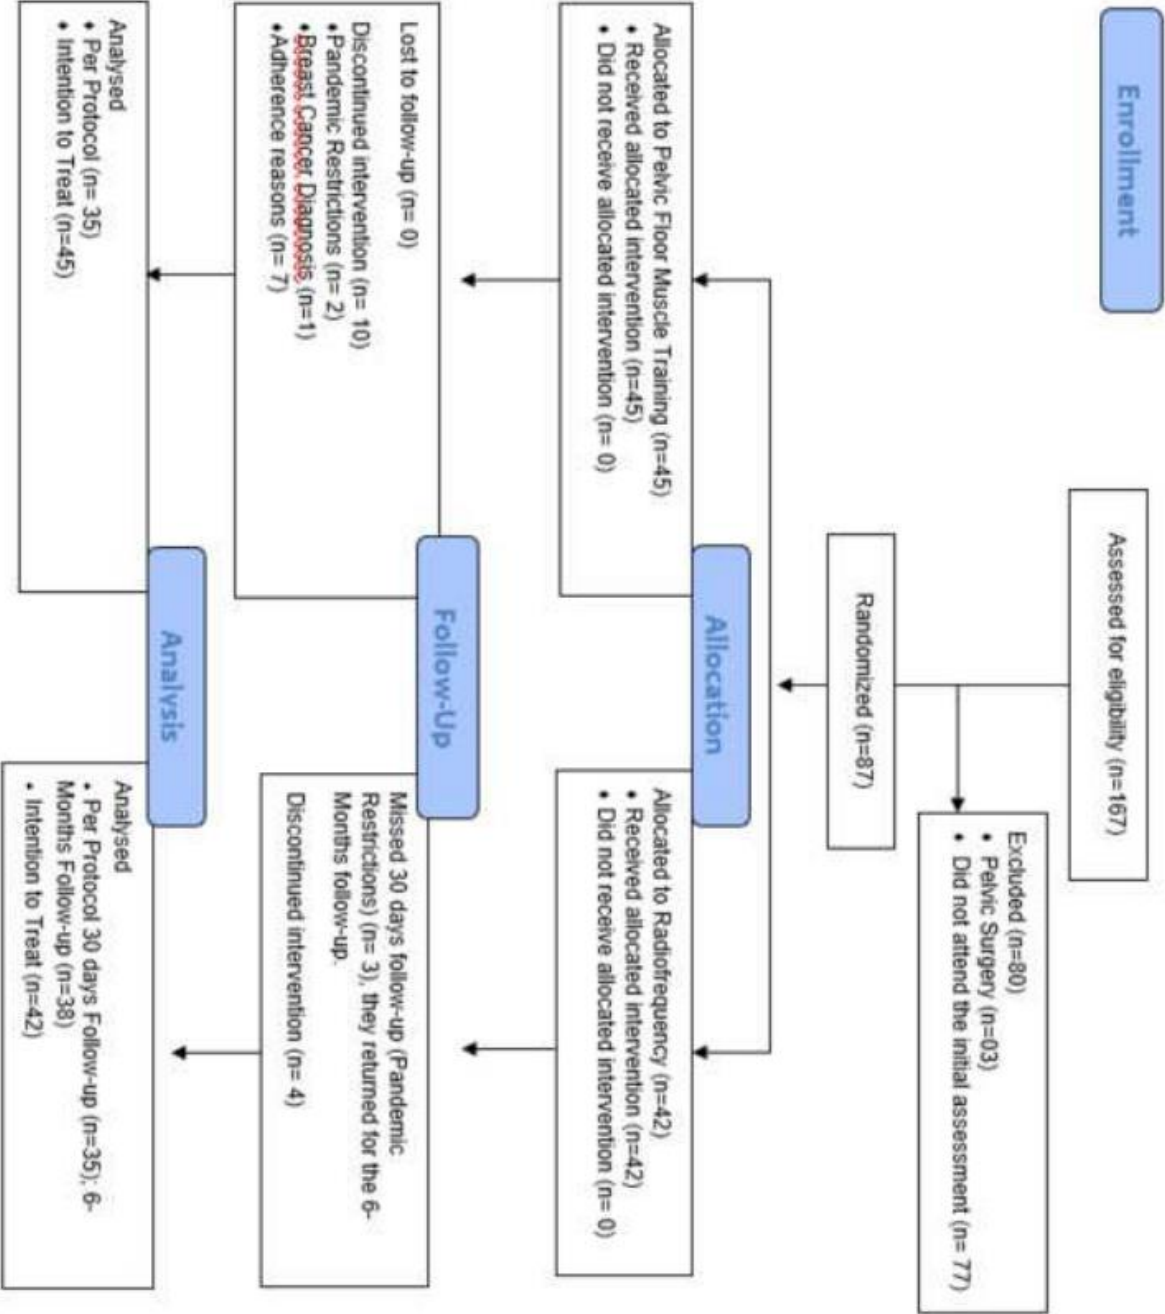 Enrollment
Assessed for eligibility (n=167)
Excluded (n=80)
• Pelvic Surgery (n=03)
• Did not attend the initial assessment (n= 77)
Randomized (n=87)
Allocation
Allocated to Pelvic Floor Muscle Training (n=45)
• Received allocated intervention (n=45)
• Did not receive allocated intervention (n= 0)
Allocated to Radiofrequency (n=42)
• Received allocated intervention (n=42)
• Did not receive allocated intervention (n= 0)
Follow-Up
Lost to follow-up (n= 0)
Discontinued intervention (n= 10)
•Pandemic Restrictions (n= 2)
•Breast Cancer Diagnosis (n=1)
•Adherence reasons (n= 7)
Missed 30 days follow-up (Pandemic
Restrictions) (n= 3), they returned for the 6-
Months follow-up.
Discontinued intervention (n= 4)
Analysis
Analysed
• Per Protocol (n= 35)
• Intention to Treat (n=45)
Analysed
• Per Protocol 30 days Follow-up (n=35); 6-
Months Follow-up (n=38)
• Intention to Treat (n=42)